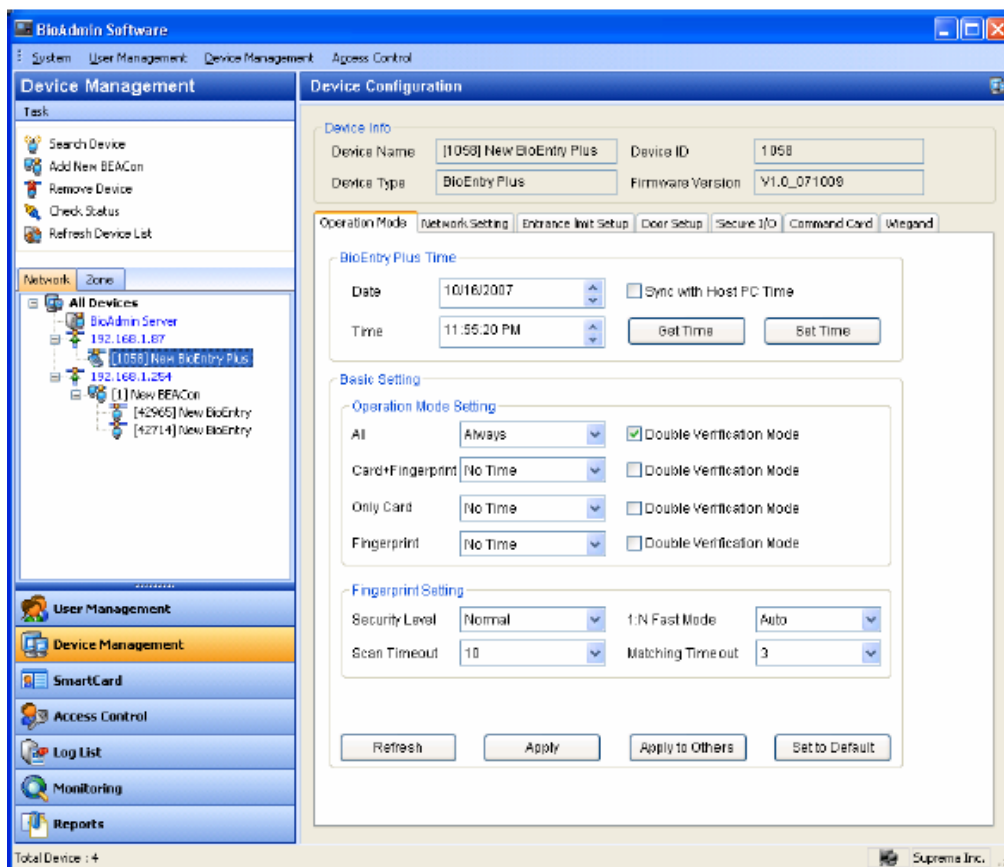 BioAdmin Software
System User Management Device Management Access Control
Device Management
Task
Search Device
Add New BEACon
Remove Device
Check Status
Refresh Device List
Network Zone
All Devices
BioAdmin Server
192.168.1.87
[1058] New BioEntry Plus
192.168.1.254
[1] New BEACon
[42965] New BioEntry
[42714] New BioEntry
User Management
Device Management
SmartCard
Access Control
Log List
Monitoring
Reports
Device Configuration
Device Info
Device Name [1058] New BioEntry Plus Device ID 1058
Device Type BioEntry Plus Firmware Version V1.0_071009
Operation Mode Network Setting Entrance limit Setup Door Setup Secure I/O Command Card Wiegand
BioEntry Plus Time
Date 10/16/2007 Sync with Host PC Time
Time 11:55:20 PM Get Time Set Time
Basic Setting
Operation Mode Setting
All Always Double Verification Mode
Card+Fingerprint No Time Double Verification Mode
Only Card No Time Double Verification Mode
Fingerprint No Time Double Verification Mode
Fingerprint Setting
Security Level Normal 1:N Fast Mode Auto
Scan Timeout 10 Matching Timeout 3
Refresh Apply Apply to Others Set to Default
Total Device : 4 Suprema Inc.